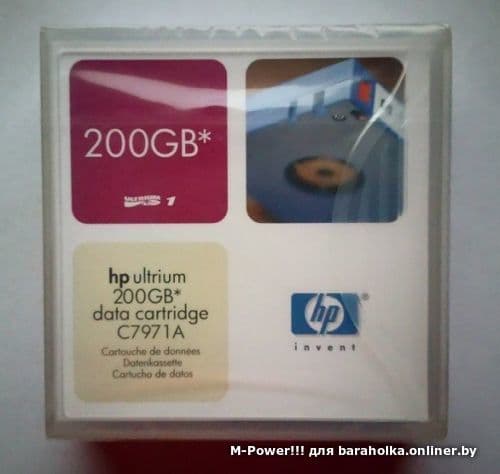 200GB*
ULTRIUM 1
hp ultrium
200GB*
data cartridge
C7971A
Cartouche de données
Datenkassette
Cartucho de datos
hp ®
invent
M-Power!!! для baraholka.onliner.by